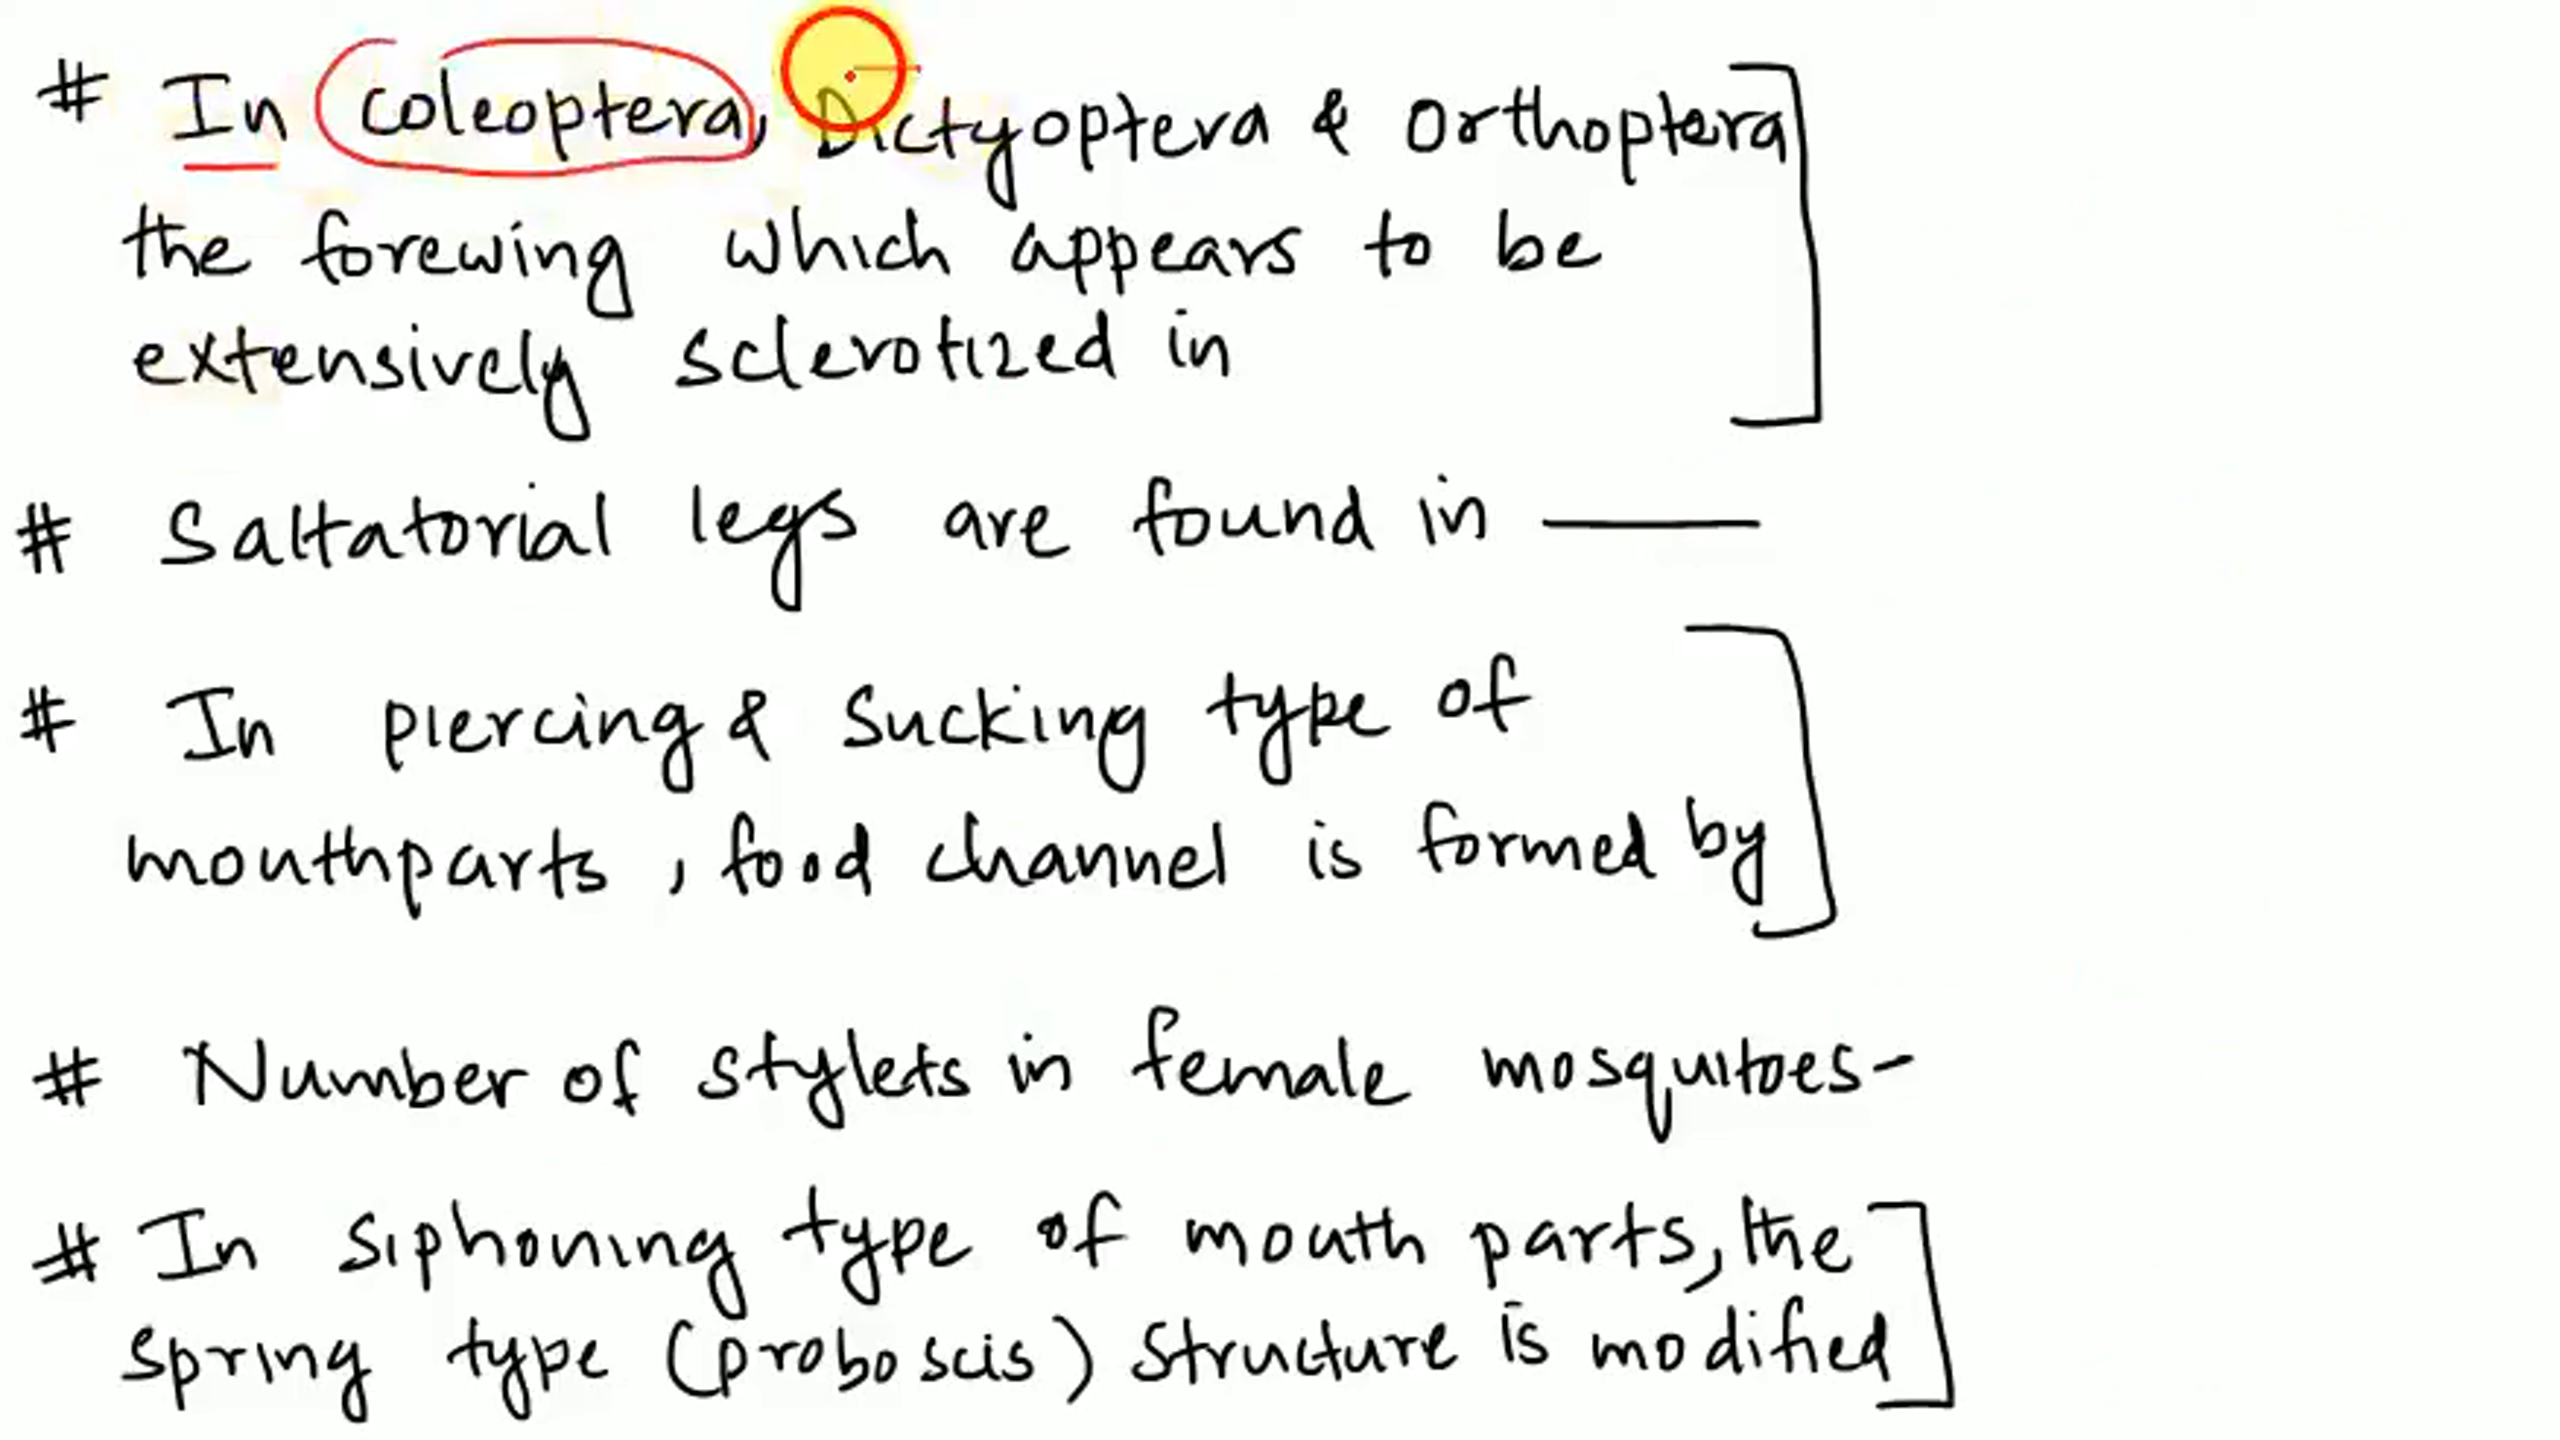 # In coleoptera, Dictyoptera & Orthoptera
the forewing which appears to be
extensively sclerotized in
# Saltatorial legs are found in ——
# In piercing & sucking type of
mouthparts, food channel is formed by
# Number of stylets in female mosquitoes-
# In siphoning type of mouth parts, the
spring type (proboscis) structure is modified